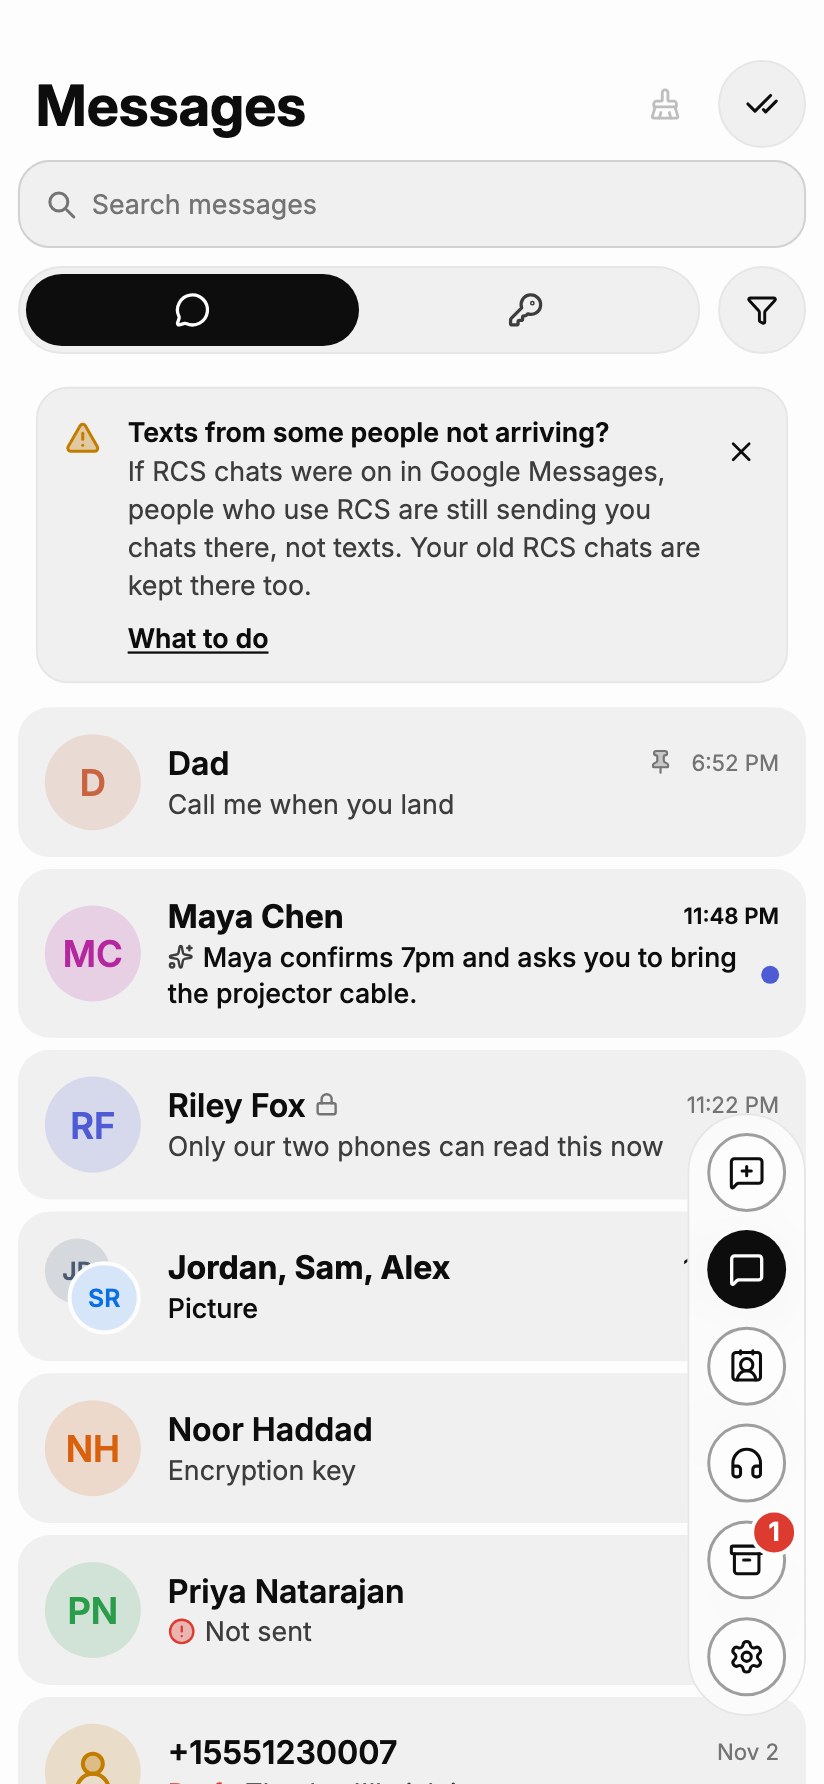 Messages
Search messages
Texts from some people not arriving?
If RCS chats were on in Google Messages,
people who use RCS are still sending you
chats there, not texts. Your old RCS chats are
kept there too.
What to do
D
Dad
6:52 PM
Call me when you land
MC
Maya Chen
11:48 PM
Maya confirms 7pm and asks you to bring
the projector cable.
RF
Riley Fox
11:22 PM
Only our two phones can read this now
SR
Jordan, Sam, Alex
Picture
NH
Noor Haddad
Encryption key
1
PN
Priya Natarajan
Not sent
+15551230007
Nov 2